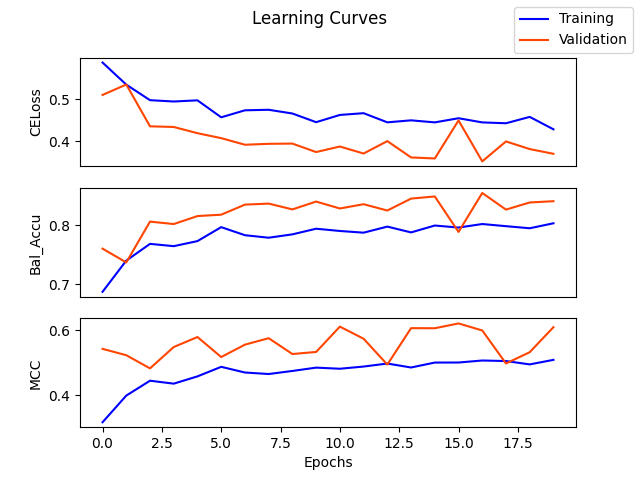 Learning Curves
Training
Validation
CELoss
0.5
0.4
Bal_Accu
0.8
0.7
MCC
0.6
0.4
0.0 2.5 5.0 7.5 10.0 12.5 15.0 17.5
Epochs